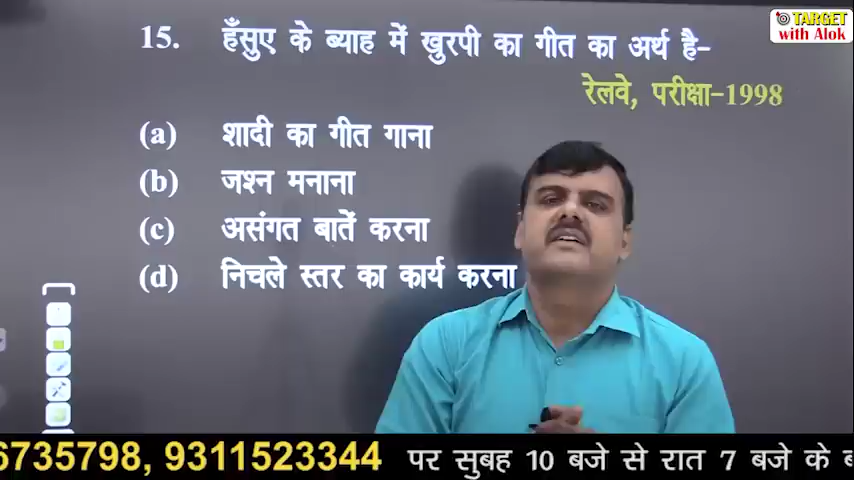 TARGET
with Alok
15. हँसुए के ब्याह में खुरपी का गीत का अर्थ है-
रेलवे, परीक्षा-1998
(a) शादी का गीत गाना
(b) जश्न मनाना
(c) असंगत बातें करना
(d) निचले स्तर का कार्य करना
6735798, 9311523344 पर सुबह 10 बजे से रात 7 बजे के